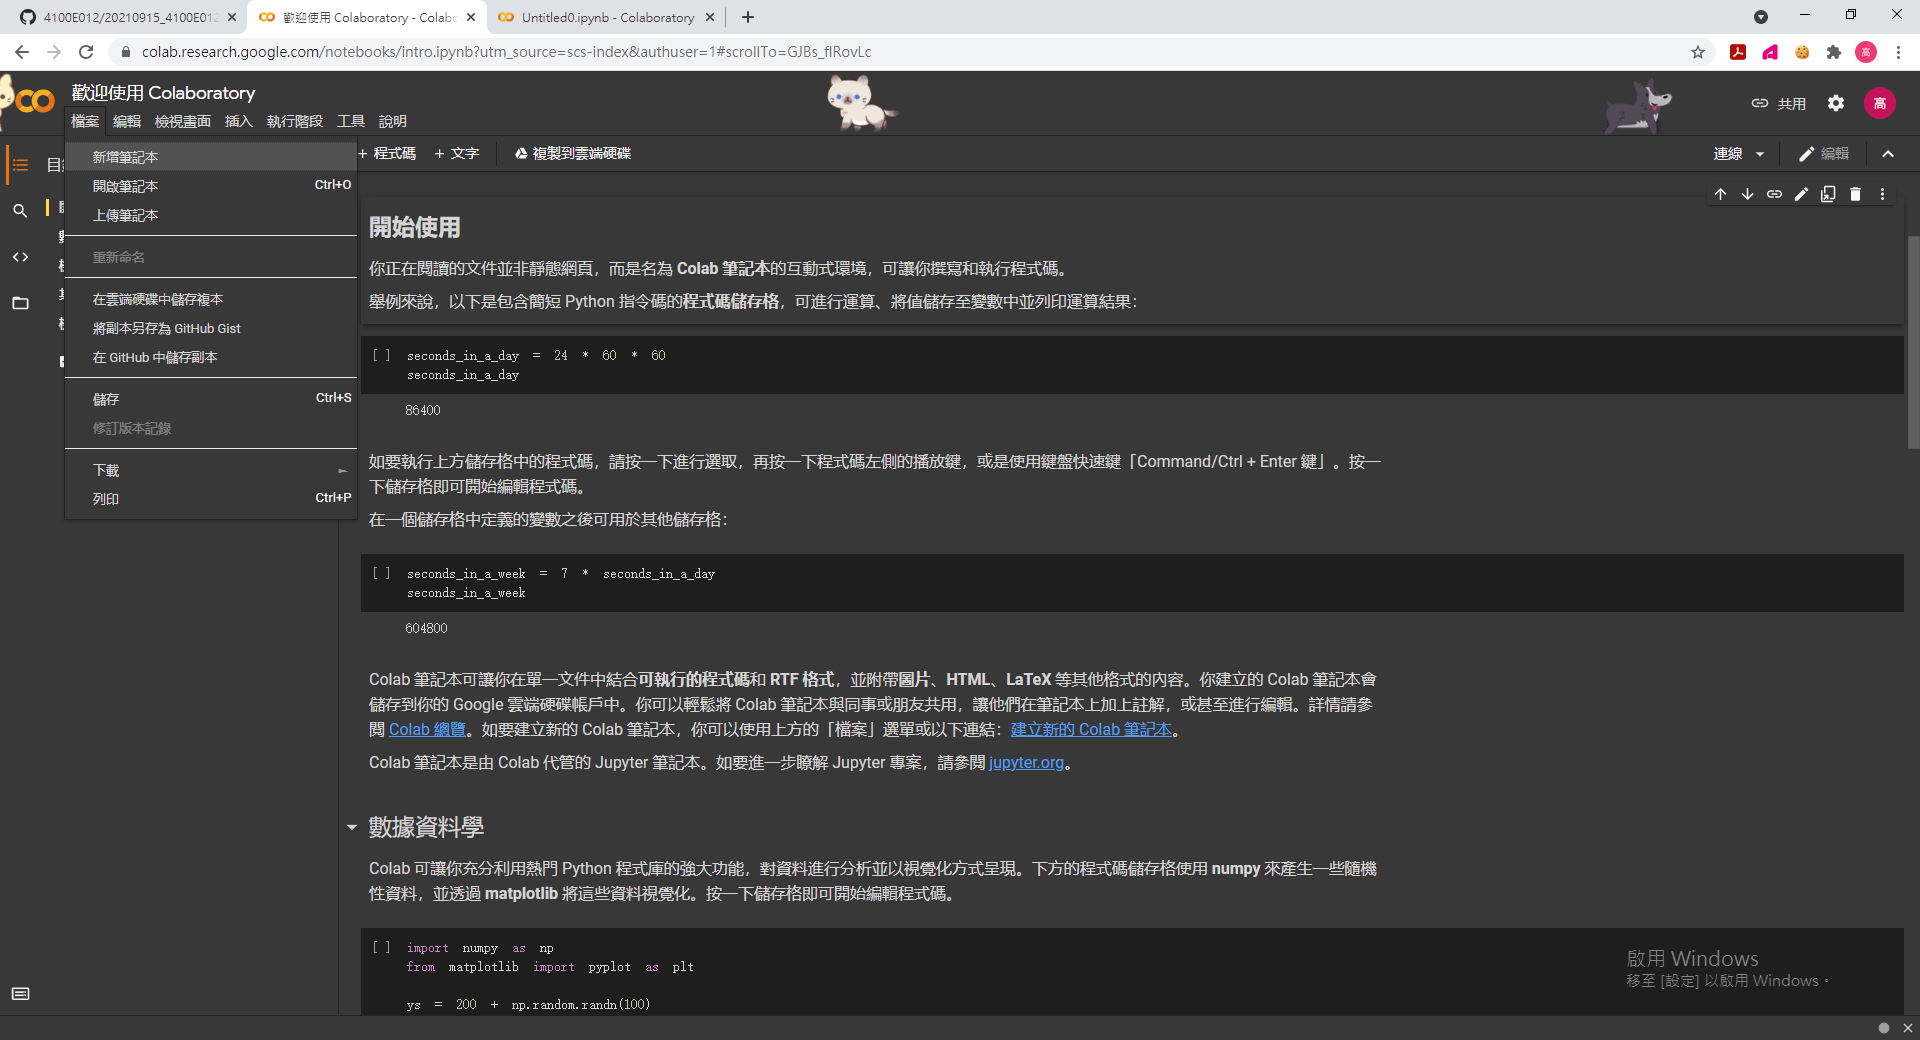 4100E012/20210915_4100E012
歡迎使用 Colaboratory - Colabo
Untitled0.ipynb - Colaboratory
colab.research.google.com/notebooks/intro.ipynb?utm_source=scs-index&authuser=1#scrollTo=GJBs_flRovLc
高
歡迎使用 Colaboratory
檔案 編輯 檢視畫面 插入 執行階段 工具 說明
共用
高
新增筆記本
開啟筆記本 Ctrl+O
上傳筆記本
重新命名
在雲端硬碟中儲存複本
將副本另存為 GitHub Gist
在 GitHub 中儲存副本
儲存 Ctrl+S
修訂版本記錄
下載
列印 Ctrl+P
+ 程式碼 + 文字 複製到雲端硬碟
連線 編輯
開始使用
你正在閱讀的文件並非靜態網頁，而是名為 Colab 筆記本的互動式環境，可讓你撰寫和執行程式碼。
舉例來說，以下是包含簡短 Python 指令碼的程式碼儲存格，可進行運算、將值儲存至變數中並列印運算結果：
[ ] seconds_in_a_day = 24 * 60 * 60
seconds_in_a_day
86400
如要執行上方儲存格中的程式碼，請按一下進行選取，再按一下程式碼左側的播放鍵，或是使用鍵盤快速鍵「Command/Ctrl + Enter 鍵」。按一
下儲存格即可開始編輯程式碼。
在一個儲存格中定義的變數之後可用於其他儲存格：
[ ] seconds_in_a_week = 7 * seconds_in_a_day
seconds_in_a_week
604800
Colab 筆記本可讓你在單一文件中結合可執行的程式碼和 RTF 格式，並附帶圖片、HTML、LaTeX 等其他格式的內容。你建立的 Colab 筆記本會
儲存到你的 Google 雲端硬碟帳戶中。你可以輕鬆將 Colab 筆記本與同事或朋友共用，讓他們在筆記本上加上註解，或甚至進行編輯。詳情請參
閱 Colab 總覽。如要建立新的 Colab 筆記本，你可以使用上方的「檔案」選單或以下連結：建立新的 Colab 筆記本。
Colab 筆記本是由 Colab 代管的 Jupyter 筆記本。如要進一步瞭解 Jupyter 專案，請參閱 jupyter.org。
數據資料學
Colab 可讓你充分利用熱門 Python 程式庫的強大功能，對資料進行分析並以視覺化方式呈現。下方的程式碼儲存格使用 numpy 來產生一些隨機
性資料，並透過 matplotlib 將這些資料視覺化。按一下儲存格即可開始編輯程式碼。
[ ] import numpy as np
from matplotlib import pyplot as plt
ys = 200 + np.random.randn(100)
啟用 Windows
移至 [設定] 以啟用 Windows。